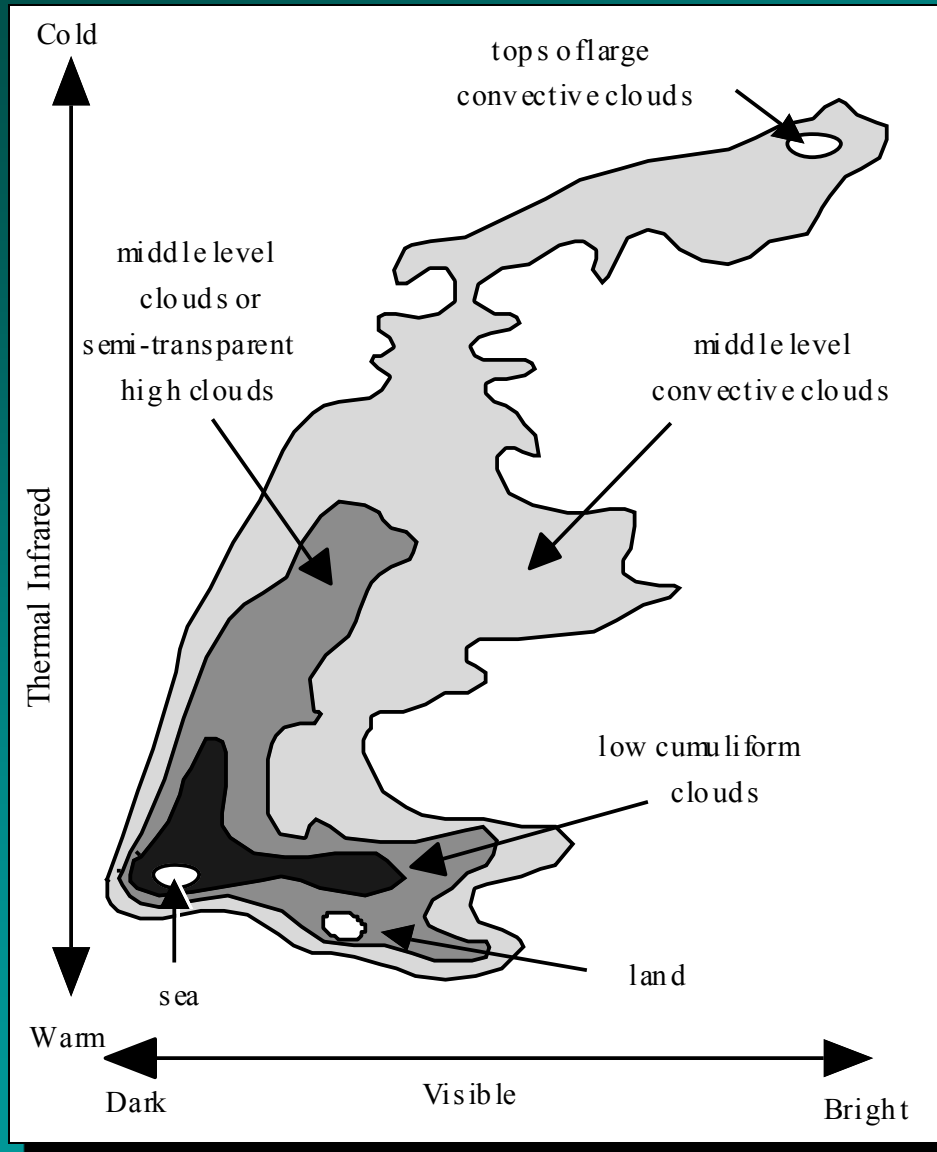 Cold
tops of large
convective clouds
middle level
clouds or
semi-transparent
high clouds
middle level
convective clouds
Thermal Infrared
low cumuliform
clouds
land
sea
Warm
Dark
Visible
Bright